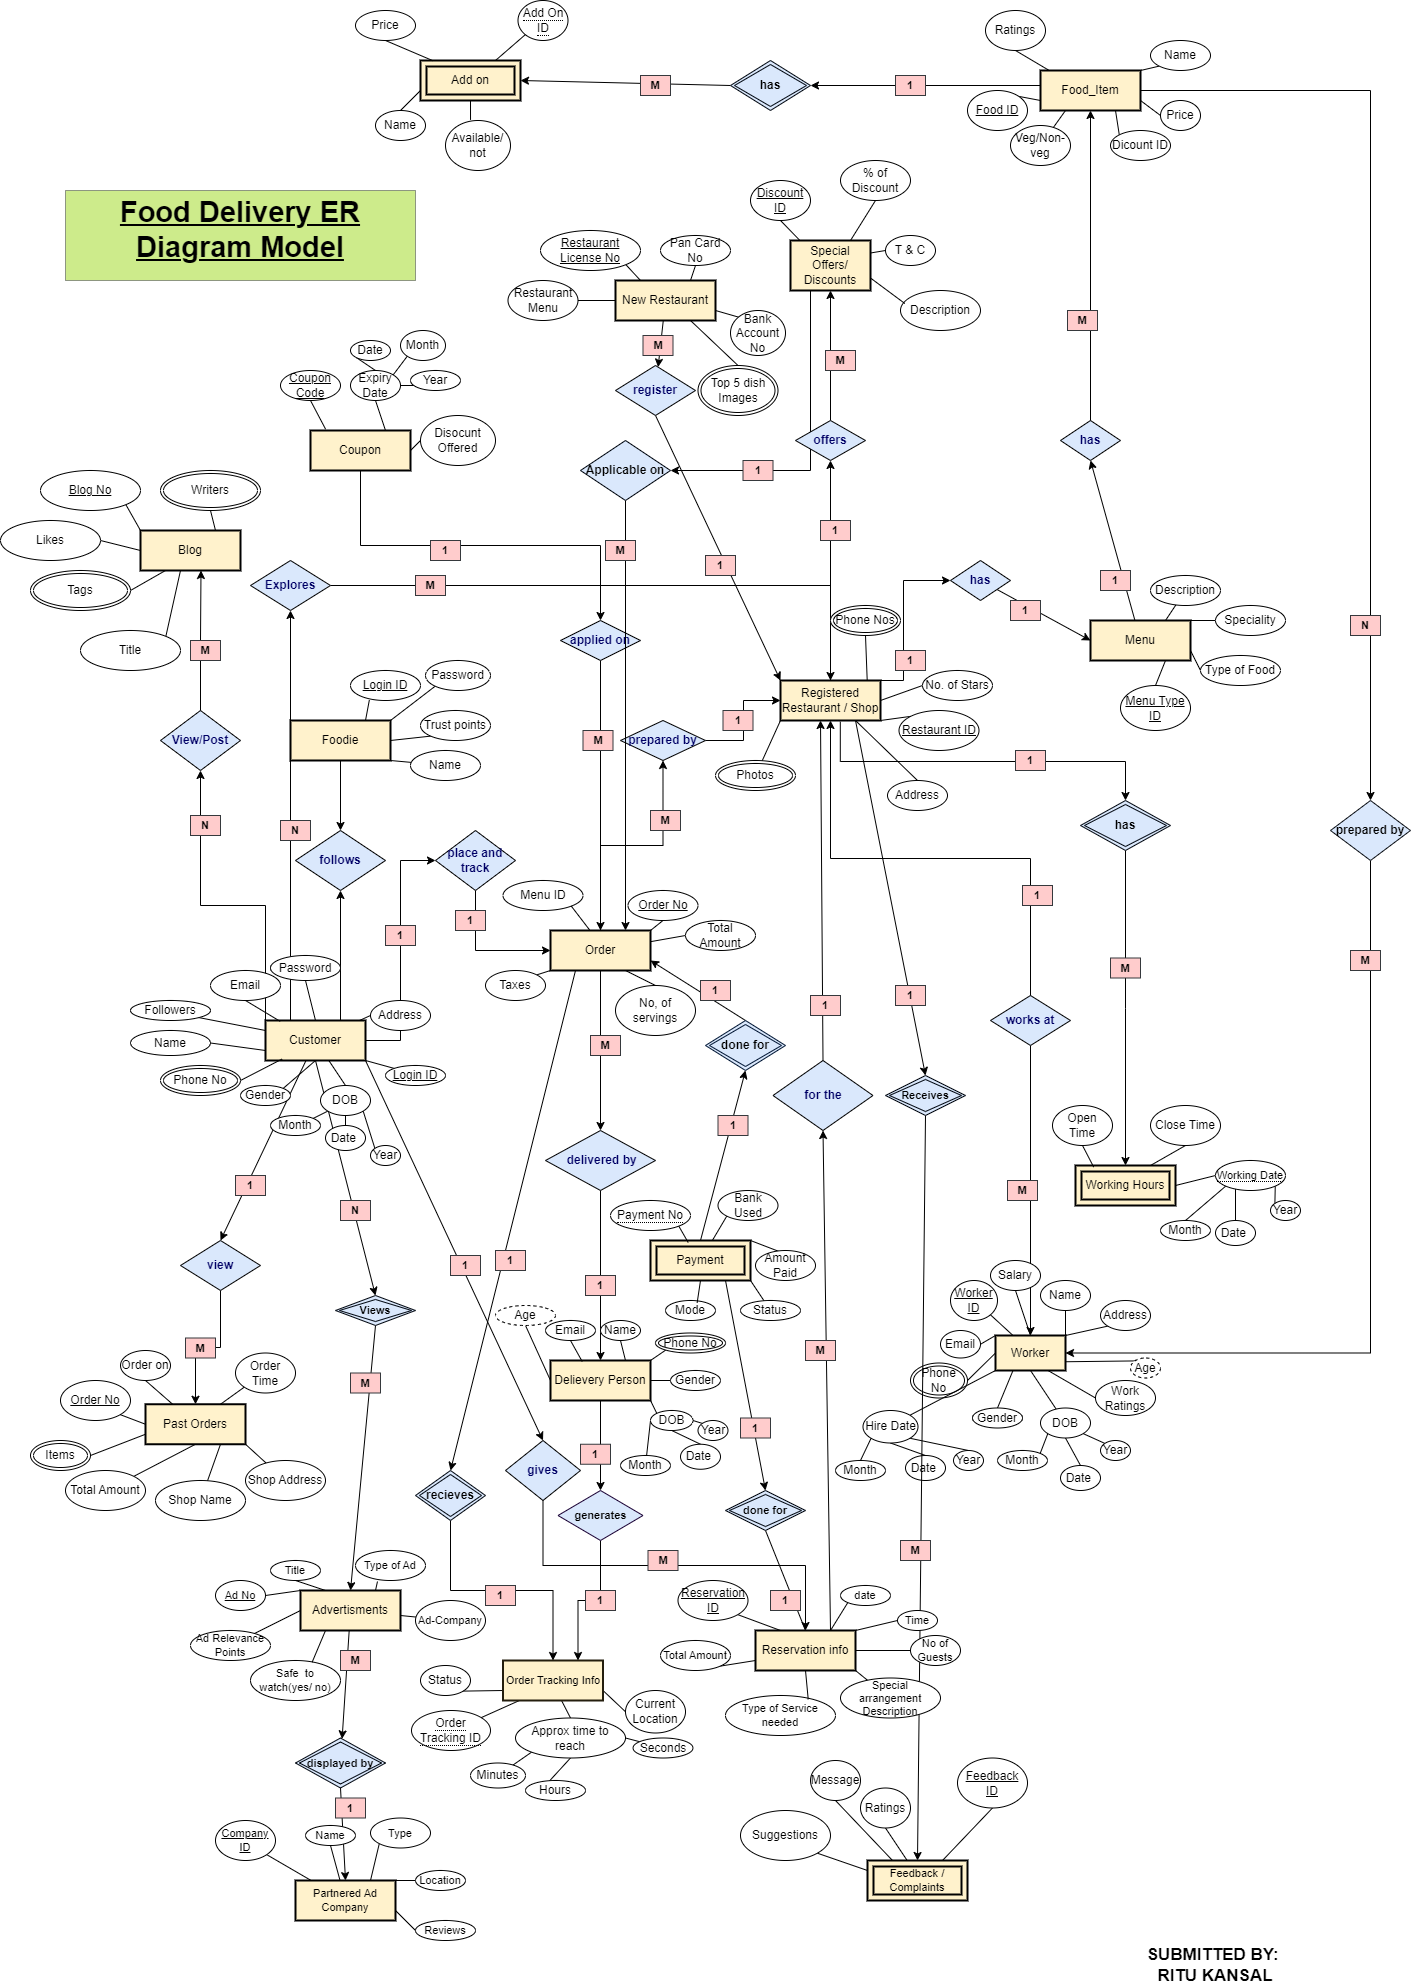 Price
Add On
ID
Add on
Name
Available/
not
M
has
1
Ratings
Name
Food_Item
Food ID
Price
Veg/Non-
veg
Dicount ID
Food Delivery ER
Diagram Model
Discount
ID
% of
Discount
Special
Offers/
Discounts
T & C
Description
Restaurant
License No
Pan Card
No
Restaurant
Menu
New Restaurant
Bank
Account
No
M
register
Top 5 dish
Images
M
M
Date
Month
Coupon
Code
Expiry
Date
Year
Coupon
Disocunt
Offered
Applicable on
1
offers
has
Blog No
Writers
Likes
Blog
Tags
Title
M
1
M
1
1
Explores
M
has
1
1
Description
Speciality
Menu
Type of Food
Menu Type
ID
N
applied on
Phone Nos
1
Registered
Restaurant / Shop
No. of Stars
Restaurant ID
Photos
Address
Login ID
Password
Foodie
Trust points
Name
View/Post
M
prepared by
1
1
N
N
follows
place and
track
M
has
prepared by
1
1
Menu ID
Order No
Order
Total
Amount
Taxes
No, of
servings
1
M
M
Password
Email
Followers
Address
Name
Customer
Phone No
Gender
Login ID
DOB
Month
Date
Year
1
1
1
works at
M
done for
for the
Receives
Open
Time
Close Time
1
delivered by
Working Hours
Working Date
Month
Date
Year
M
1
N
Payment No
Bank
Used
Payment
Amount
Paid
Mode
Status
view
1
1
1
Views
Age
Email
Name
Phone No
Delievery Person
Gender
DOB
Year
Month
Date
M
Salary
Worker
ID
Name
Address
Email
Worker
Age
Phone
No
Work
Ratings
Gender
Hire Date
DOB
Month
Date
Year
Month
Date
Year
M
Order on
Order
Time
Order No
Past Orders
Items
Total Amount
Shop Name
Shop Address
M
1
1
recieves
gives
generates
done for
M
M
Title
Type of Ad
Ad No
Advertisments
Ad-Company
Ad Relevance
Points
Safe to
watch(yes/ no)
M
1
1
1
Reservation
ID
date
Time
Reservation info
No of
Guests
Total Amount
Type of Service
needed
Special
arrangement
Description
Status
Order Tracking Info
Order
Tracking ID
Current
Location
Approx time to
reach
Seconds
Minutes
Hours
displayed by
1
Company
ID
Name
Type
Partnered Ad
Company
Location
Reviews
Message
Ratings
Feedback
ID
Suggestions
Feedback /
Complaints
SUBMITTED BY:
RITU KANSAL